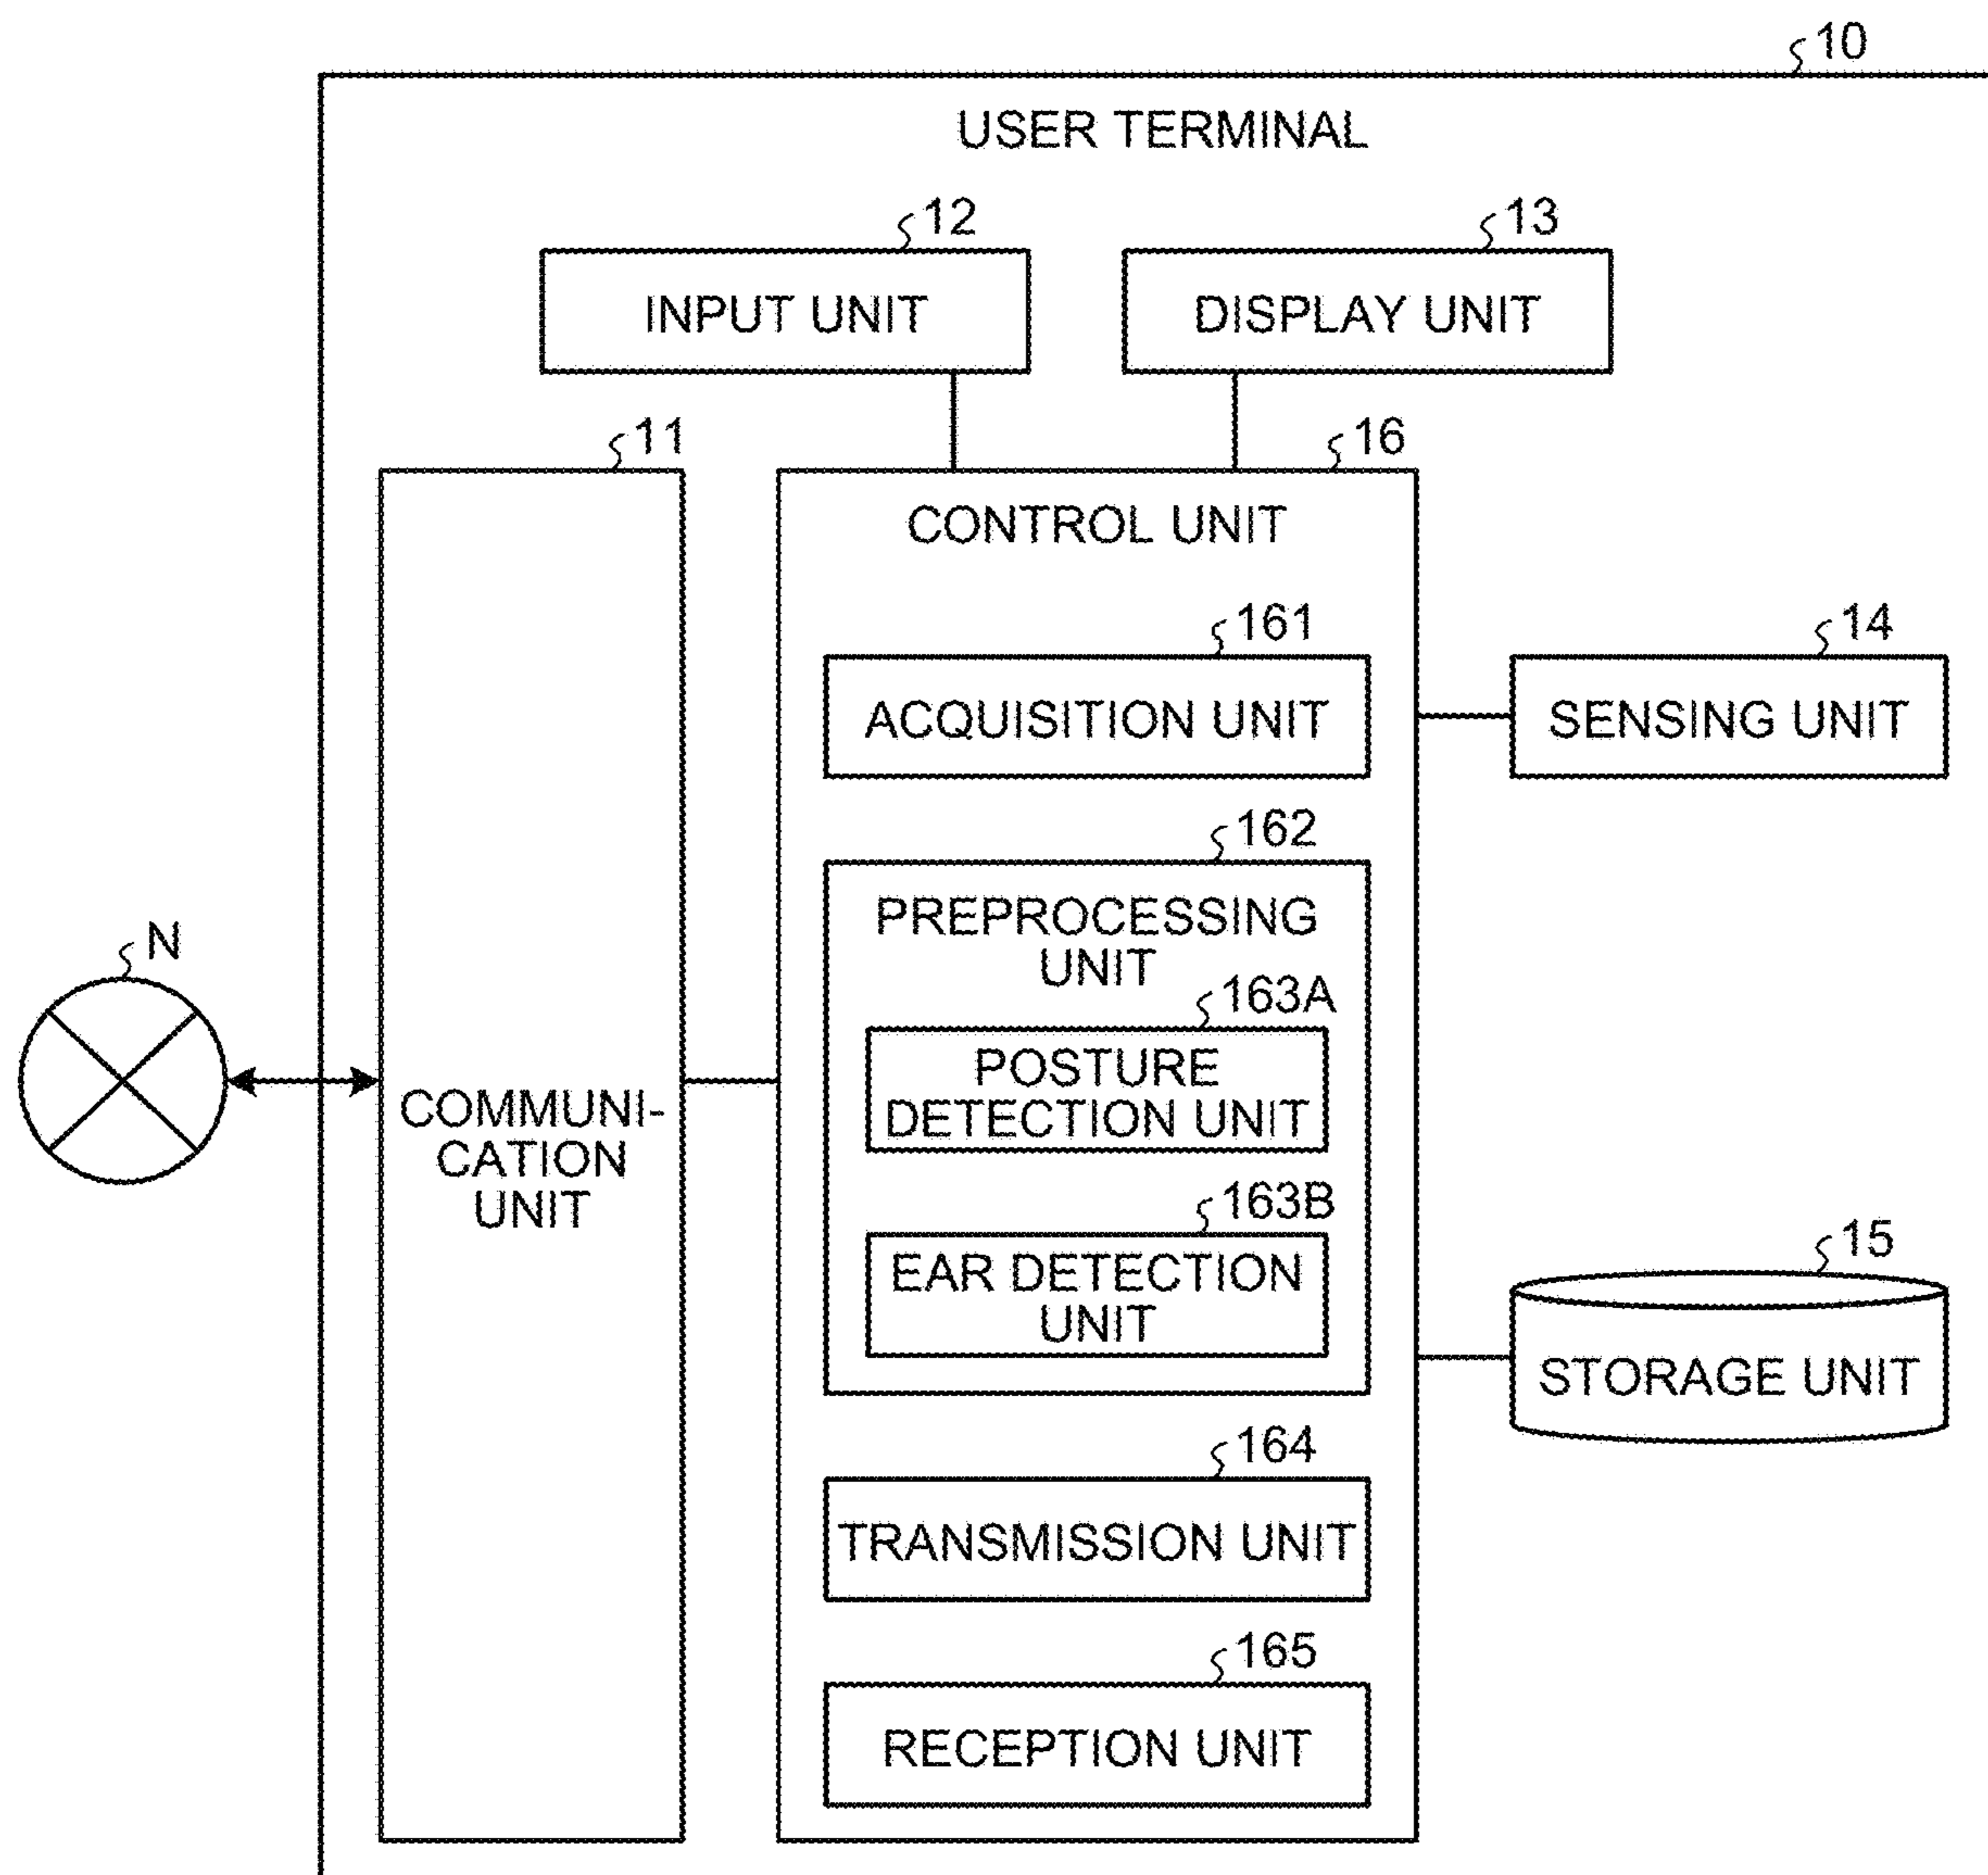 10
USER TERMINAL
12
13
INPUT UNIT
DISPLAY UNIT
11
16
CONTROL UNIT
161
14
ACQUISITION UNIT
SENSING UNIT
162
PREPROCESSING
UNIT
N
163A
POSTURE
DETECTION UNIT
COMMUNI-
CATION
UNIT
163B
EAR DETECTION
UNIT
15
STORAGE UNIT
164
TRANSMISSION UNIT
165
RECEPTION UNIT